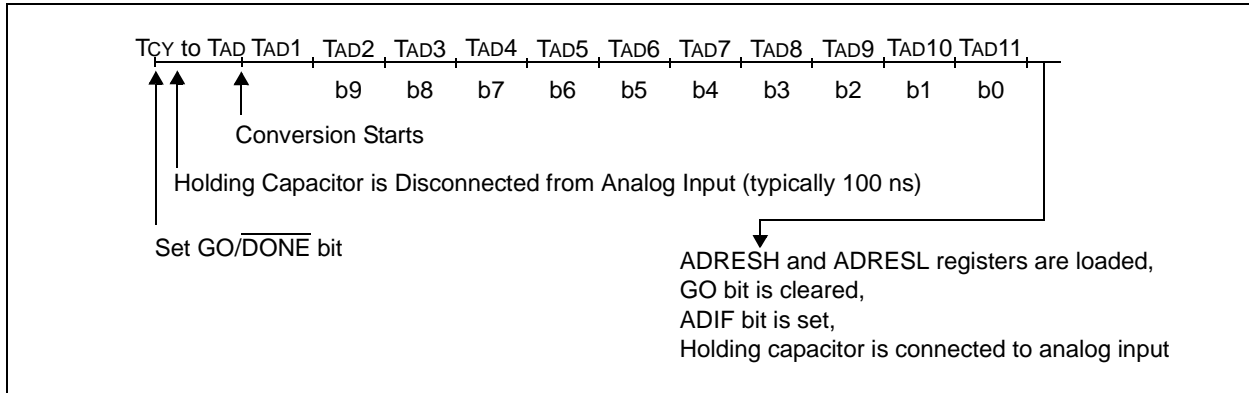 TCY to TAD TAD1 TAD2 TAD3 TAD4 TAD5 TAD6 TAD7 TAD8 TAD9 TAD10 TAD11
b9 b8 b7 b6 b5 b4 b3 b2 b1 b0
Conversion Starts
Holding Capacitor is Disconnected from Analog Input (typically 100 ns)
Set GO/DONE bit
ADRESH and ADRESL registers are loaded,
GO bit is cleared,
ADIF bit is set,
Holding capacitor is connected to analog input